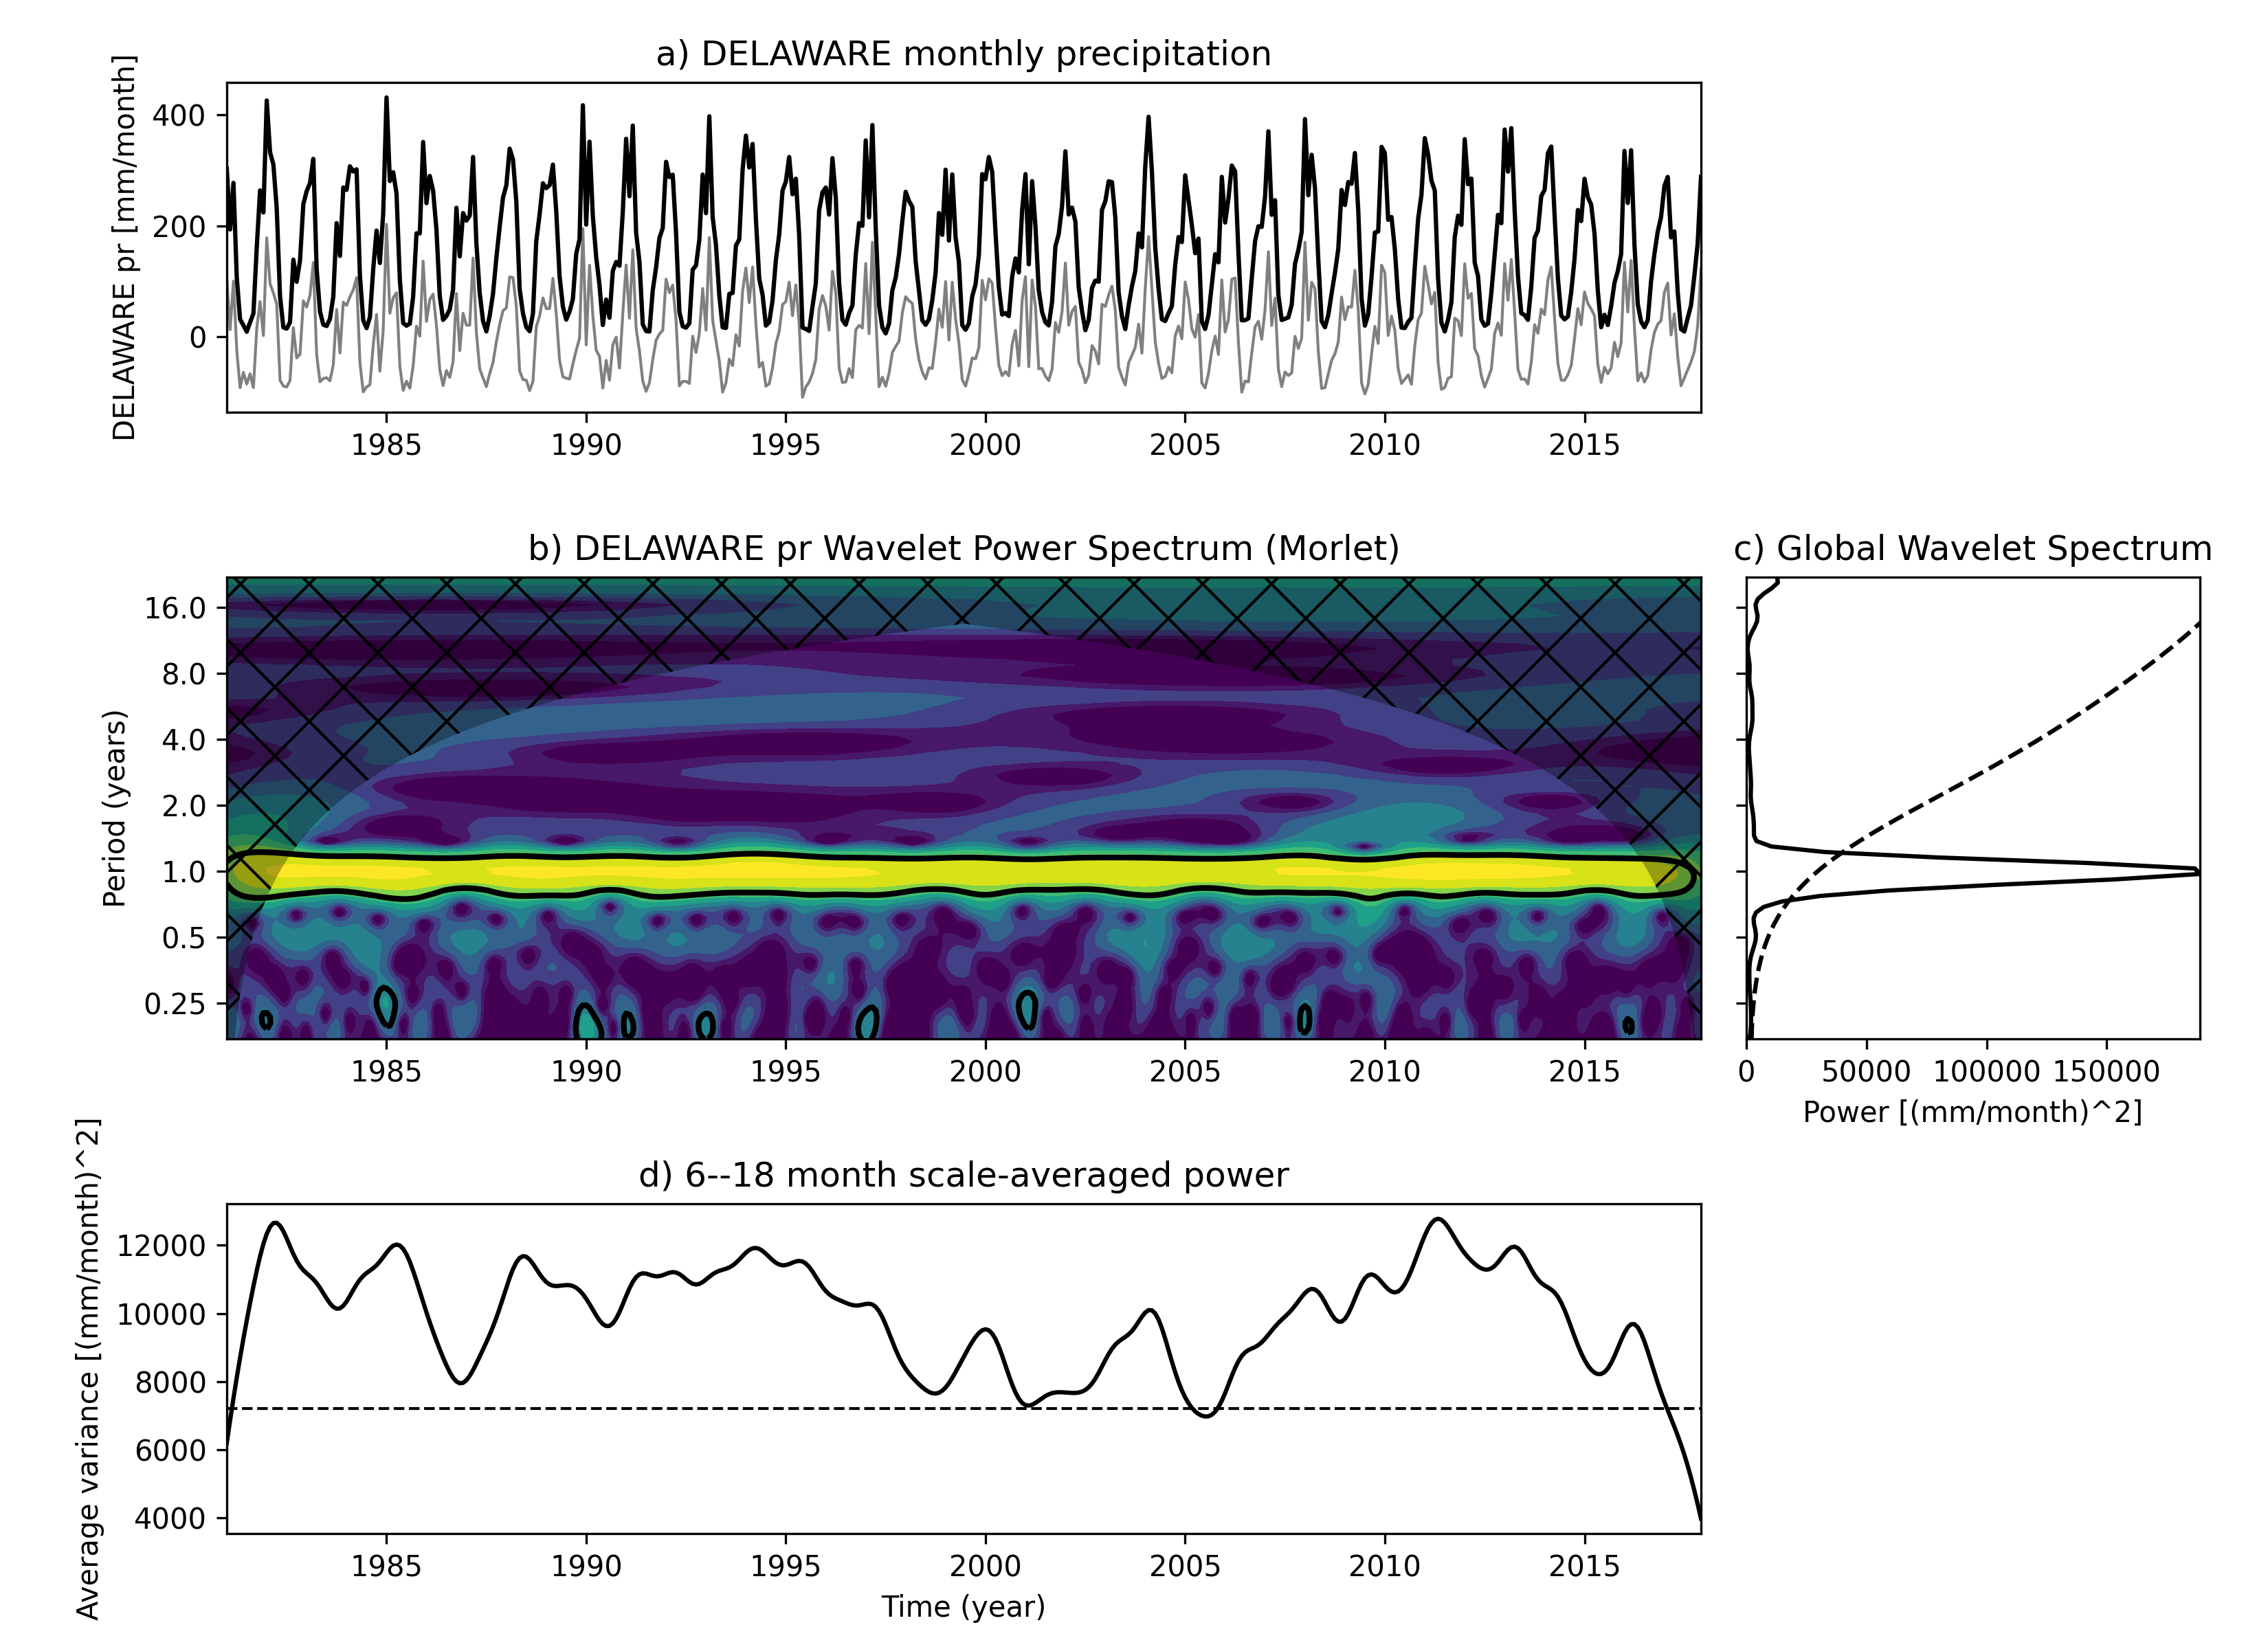 a) DELAWARE monthly precipitation
DELAWARE pr [mm/month]
400
200
0
1985 1990 1995 2000 2005 2010 2015
b) DELAWARE pr Wavelet Power Spectrum (Morlet)
Period (years)
16.0
8.0
4.0
2.0
1.0
0.5
0.25
1985 1990 1995 2000 2005 2010 2015
c) Global Wavelet Spectrum
0 50000 100000 150000
Power [(mm/month)^2]
d) 6--18 month scale-averaged power
Average variance [(mm/month)^2]
12000
10000
8000
6000
4000
1985 1990 1995 2000 2005 2010 2015
Time (year)